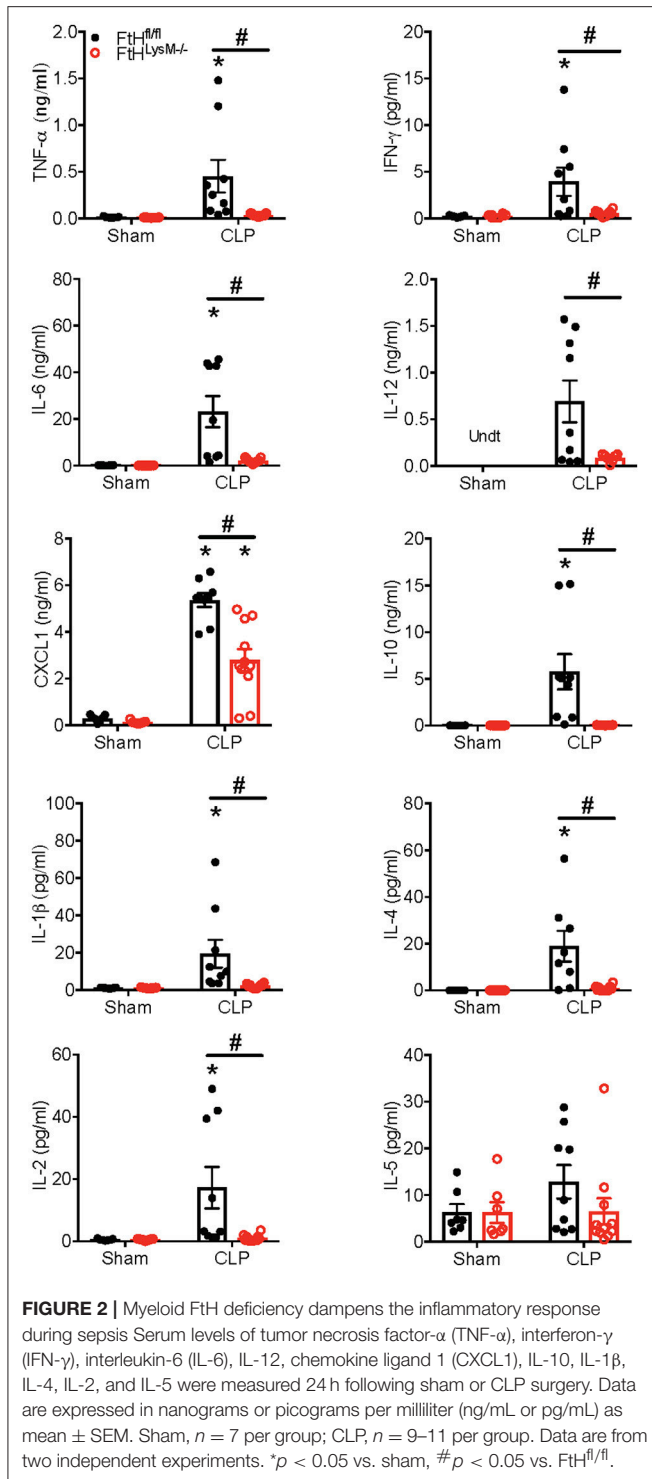 FtH^fl/fl
FtH^LysM-/-
2.0
1.5
1.0
0.5
0.0
TNF-α (ng/ml)
*
#
Sham
CLP
20
15
10
5
0
IFN-γ (pg/ml)
*
#
Sham
CLP
80
60
40
20
0
IL-6 (ng/ml)
*
#
Sham
CLP
2.0
1.5
1.0
0.5
0.0
IL-12 (ng/ml)
Undt
#
Sham
CLP
8
6
4
2
0
CXCL1 (ng/ml)
#
* *
Sham
CLP
20
15
10
5
0
IL-10 (ng/ml)
*
#
Sham
CLP
100
80
60
40
20
0
IL-1β (pg/ml)
*
#
Sham
CLP
80
60
40
20
0
IL-4 (pg/ml)
*
#
Sham
CLP
60
40
20
0
IL-2 (pg/ml)
*
#
Sham
CLP
40
30
20
10
0
IL-5 (pg/ml)
Sham
CLP
FIGURE 2 | Myeloid FtH deficiency dampens the inflammatory response
during sepsis Serum levels of tumor necrosis factor-α (TNF-α), interferon-γ
(IFN-γ), interleukin-6 (IL-6), IL-12, chemokine ligand 1 (CXCL1), IL-10, IL-1β,
IL-4, IL-2, and IL-5 were measured 24 h following sham or CLP surgery. Data
are expressed in nanograms or picograms per milliliter (ng/mL or pg/mL) as
mean ± SEM. Sham, n = 7 per group; CLP, n = 9–11 per group. Data are from
two independent experiments. *p < 0.05 vs. sham, #p < 0.05 vs. FtH^fl/fl.